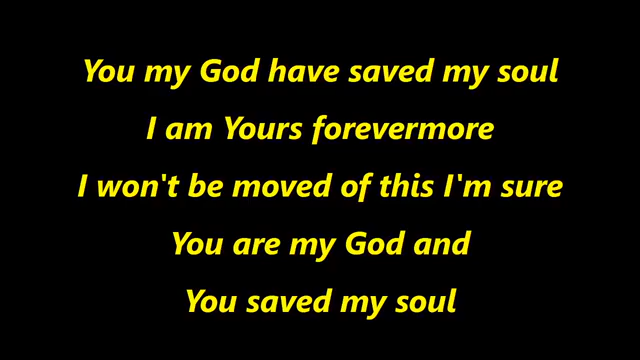 You my God have saved my soul
I am Yours forevermore
I won't be moved of this I'm sure
You are my God and
You saved my soul